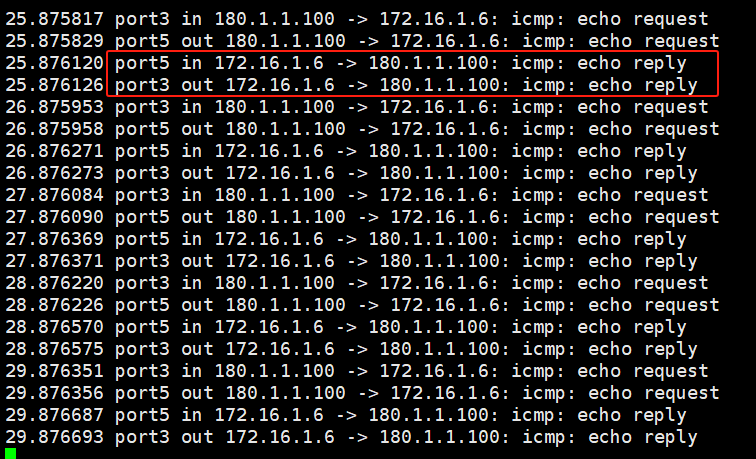 25.875817 port3 in 180.1.1.100 -> 172.16.1.6: icmp: echo request
25.875829 port5 out 180.1.1.100 -> 172.16.1.6: icmp: echo request
25.876120 port5 in 172.16.1.6 -> 180.1.1.100: icmp: echo reply
25.876126 port3 out 172.16.1.6 -> 180.1.1.100: icmp: echo reply
26.875953 port3 in 180.1.1.100 -> 172.16.1.6: icmp: echo request
26.875958 port5 out 180.1.1.100 -> 172.16.1.6: icmp: echo request
26.876271 port5 in 172.16.1.6 -> 180.1.1.100: icmp: echo reply
26.876273 port3 out 172.16.1.6 -> 180.1.1.100: icmp: echo reply
27.876084 port3 in 180.1.1.100 -> 172.16.1.6: icmp: echo request
27.876090 port5 out 180.1.1.100 -> 172.16.1.6: icmp: echo request
27.876369 port5 in 172.16.1.6 -> 180.1.1.100: icmp: echo reply
27.876371 port3 out 172.16.1.6 -> 180.1.1.100: icmp: echo reply
28.876220 port3 in 180.1.1.100 -> 172.16.1.6: icmp: echo request
28.876226 port5 out 180.1.1.100 -> 172.16.1.6: icmp: echo request
28.876570 port5 in 172.16.1.6 -> 180.1.1.100: icmp: echo reply
28.876575 port3 out 172.16.1.6 -> 180.1.1.100: icmp: echo reply
29.876351 port3 in 180.1.1.100 -> 172.16.1.6: icmp: echo request
29.876356 port5 out 180.1.1.100 -> 172.16.1.6: icmp: echo request
29.876687 port5 in 172.16.1.6 -> 180.1.1.100: icmp: echo reply
29.876693 port3 out 172.16.1.6 -> 180.1.1.100: icmp: echo reply